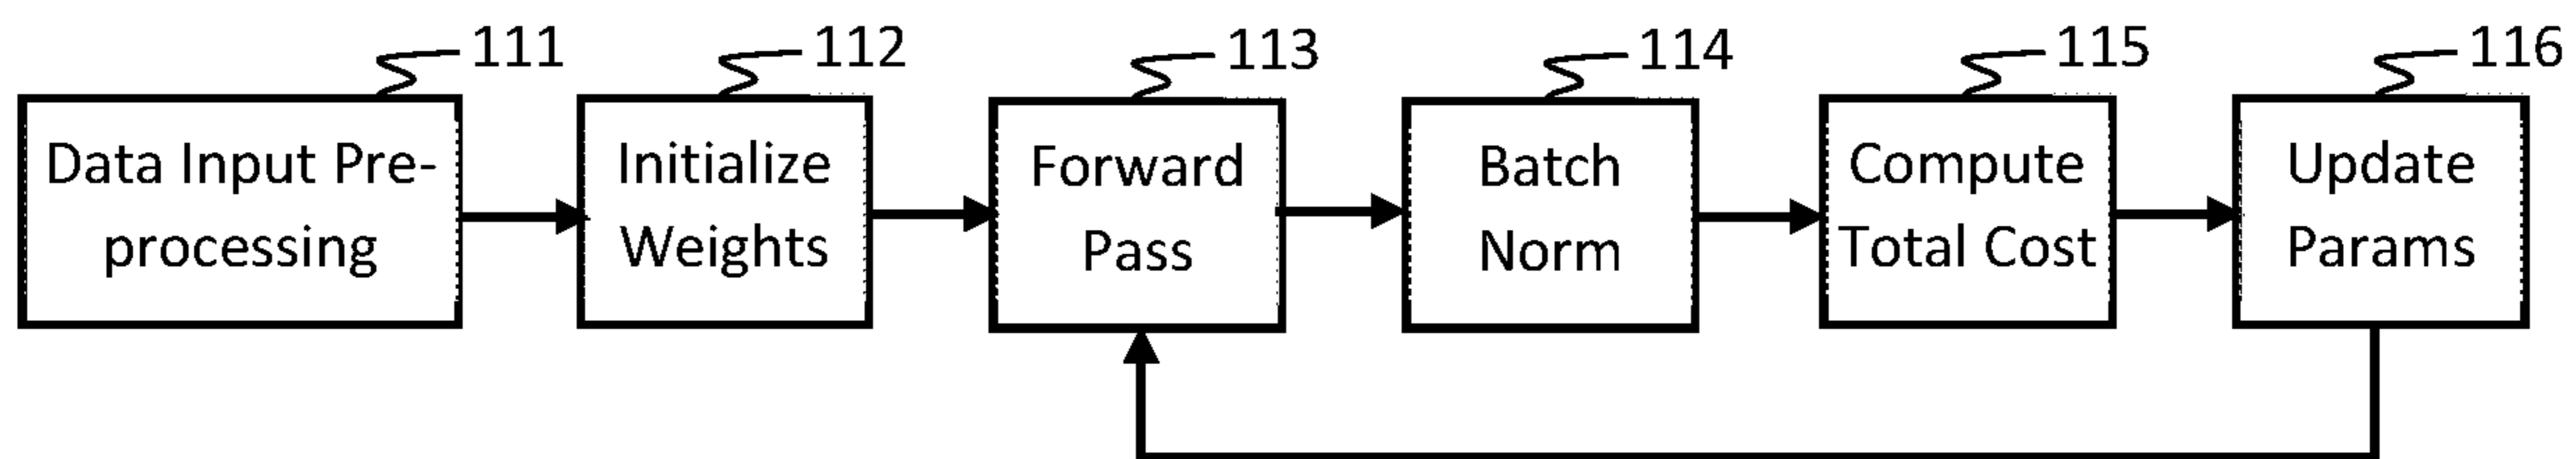 111
112
113
114
115
116
Data Input Pre-
processing
Initialize
Weights
Forward
Pass
Batch
Norm
Compute
Total Cost
Update
Params